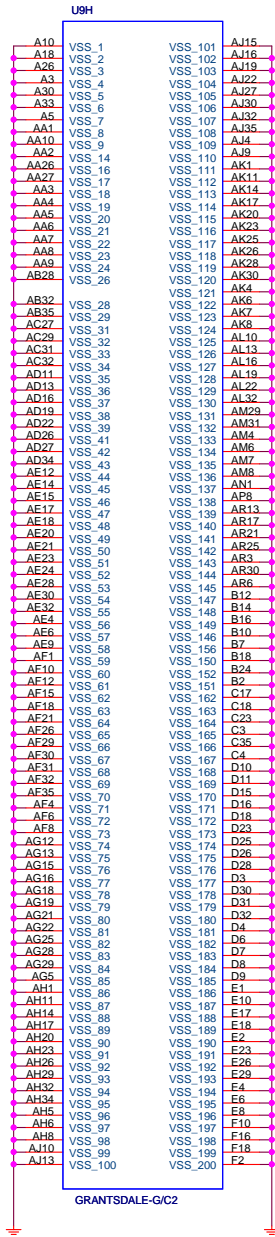 U9H
A10 VSS_1 VSS_101 AJ15
A18 VSS_2 VSS_102 AJ16
A26 VSS_3 VSS_103 AJ19
A3 VSS_4 VSS_104 AJ22
A30 VSS_5 VSS_105 AJ27
A33 VSS_6 VSS_106 AJ30
A5 VSS_7 VSS_107 AJ32
AA1 VSS_8 VSS_108 AJ35
AA10 VSS_9 VSS_109 AJ4
AA2 VSS_14 VSS_110 AJ9
AA26 VSS_16 VSS_111 AK1
AA27 VSS_17 VSS_112 AK11
AA3 VSS_18 VSS_113 AK14
AA4 VSS_19 VSS_114 AK17
AA5 VSS_20 VSS_115 AK20
AA6 VSS_21 VSS_116 AK23
AA7 VSS_22 VSS_117 AK25
AA8 VSS_23 VSS_118 AK26
AA9 VSS_24 VSS_119 AK28
AB28 VSS_26 VSS_120 AK30
VSS_121 AK4
AB32 VSS_28 VSS_122 AK6
AB35 VSS_29 VSS_123 AK7
AC27 VSS_31 VSS_124 AK8
AC29 VSS_32 VSS_125 AL10
AC31 VSS_33 VSS_126 AL13
AC32 VSS_34 VSS_127 AL16
AD11 VSS_35 VSS_128 AL19
AD13 VSS_36 VSS_129 AL22
AD16 VSS_37 VSS_130 AL32
AD19 VSS_38 VSS_131 AM29
AD22 VSS_39 VSS_132 AM31
AD26 VSS_41 VSS_133 AM4
AD27 VSS_42 VSS_134 AM6
AD34 VSS_43 VSS_135 AM7
AE12 VSS_44 VSS_136 AM8
AE14 VSS_45 VSS_137 AN1
AE15 VSS_46 VSS_138 AP8
AE17 VSS_47 VSS_139 AR13
AE18 VSS_48 VSS_140 AR17
AE20 VSS_49 VSS_141 AR21
AE21 VSS_50 VSS_142 AR25
AE23 VSS_51 VSS_143 AR3
AE24 VSS_52 VSS_144 AR30
AE28 VSS_53 VSS_145 AR6
AE30 VSS_54 VSS_147 B12
AE32 VSS_55 B14
AE4 VSS_56 VSS_149 B16
AE6 VSS_57 B10
AE9 VSS_58 B7
AF1 VSS_59 B18
AF10 VSS_60 B24
AF12 VSS_61 VSS_151 B2
AF15 VSS_62 VSS_162 C17
AF18 VSS_63 VSS_163 C18
AF21 VSS_64 VSS_164 C23
AF26 VSS_65 VSS_165 C3
AF29 VSS_66 VSS_166 C35
AF30 VSS_67 VSS_167 C4
AF31 VSS_68 VSS_168 D10
AF32 VSS_69 VSS_169 D11
AF35 VSS_70 VSS_170 D15
AF4 VSS_71 VSS_171 D16
AF6 VSS_72 VSS_172 D18
AF8 VSS_73 VSS_173 D23
AG12 VSS_74 VSS_174 D25
AG13 VSS_75 VSS_175 D26
AG15 VSS_76 VSS_176 D28
AG16 VSS_77 VSS_177 D3
AG18 VSS_78 VSS_178 D30
AG19 VSS_79 VSS_179 D31
AG21 VSS_80 VSS_180 D32
AG22 VSS_81 VSS_181 D4
AG25 VSS_82 VSS_182 D6
AG28 VSS_83 VSS_183 D7
AG29 VSS_84 VSS_184 D8
AG5 VSS_85 VSS_185 D9
AH1 VSS_86 VSS_186 E1
AH11 VSS_87 VSS_187 E10
AH14 VSS_88 VSS_188 E17
AH17 VSS_89 VSS_189 E18
AH20 VSS_90 VSS_190 E2
AH23 VSS_91 VSS_191 E23
AH26 VSS_92 VSS_192 E26
AH29 VSS_93 VSS_193 E29
AH32 VSS_94 VSS_194 E4
AH34 VSS_95 VSS_195 E6
AH5 VSS_96 VSS_196 E8
AH6 VSS_97 VSS_197 F10
AH8 VSS_98 VSS_198 F16
AJ10 VSS_99 VSS_199 F18
AJ13 VSS_100 VSS_200 F2
GRANTSDALE-G/C2